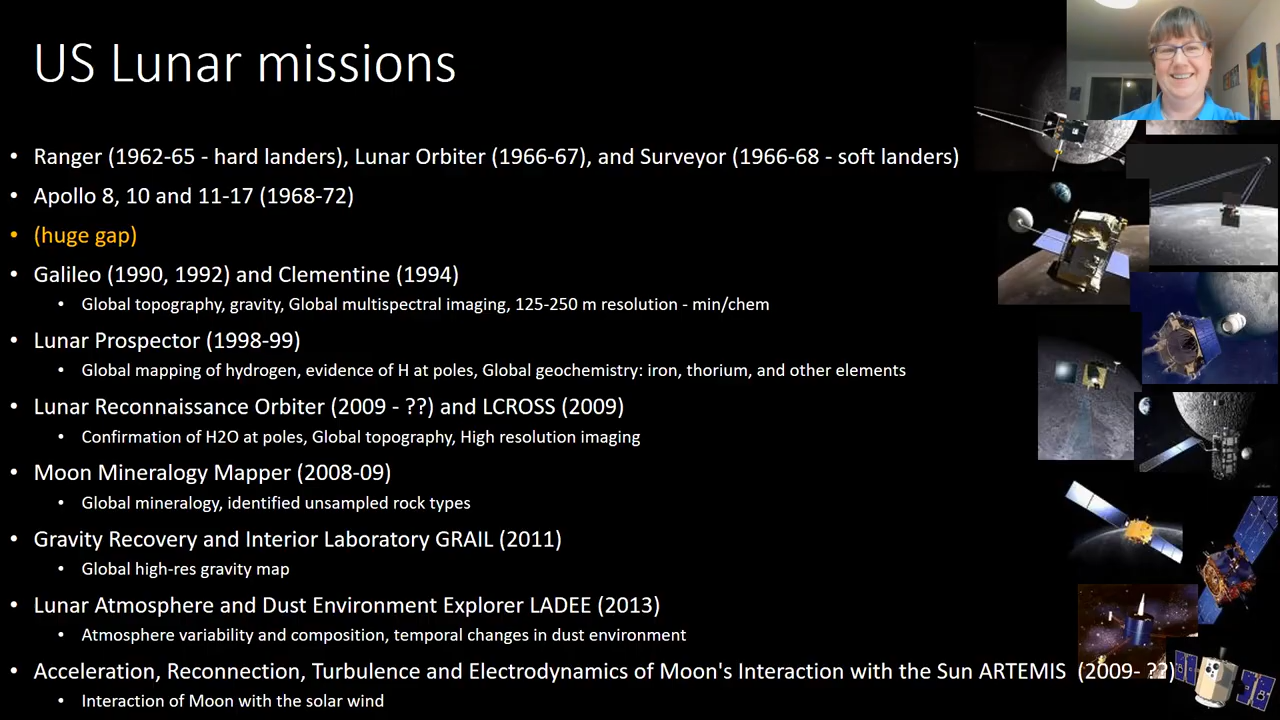 US Lunar missions
• Ranger (1962-65 - hard landers), Lunar Orbiter (1966-67), and Surveyor (1966-68 - soft landers)
• Apollo 8, 10 and 11-17 (1968-72)
• (huge gap)
• Galileo (1990, 1992) and Clementine (1994)
• Global topography, gravity, Global multispectral imaging, 125-250 m resolution - min/chem
• Lunar Prospector (1998-99)
• Global mapping of hydrogen, evidence of H at poles, Global geochemistry: iron, thorium, and other elements
• Lunar Reconnaissance Orbiter (2009 - ??) and LCROSS (2009)
• Confirmation of H2O at poles, Global topography, High resolution imaging
• Moon Mineralogy Mapper (2008-09)
• Global mineralogy, identified unsampled rock types
• Gravity Recovery and Interior Laboratory GRAIL (2011)
• Global high-res gravity map
• Lunar Atmosphere and Dust Environment Explorer LADEE (2013)
• Atmosphere variability and composition, temporal changes in dust environment
• Acceleration, Reconnection, Turbulence and Electrodynamics of Moon's Interaction with the Sun ARTEMIS (2009- ??)
• Interaction of Moon with the solar wind